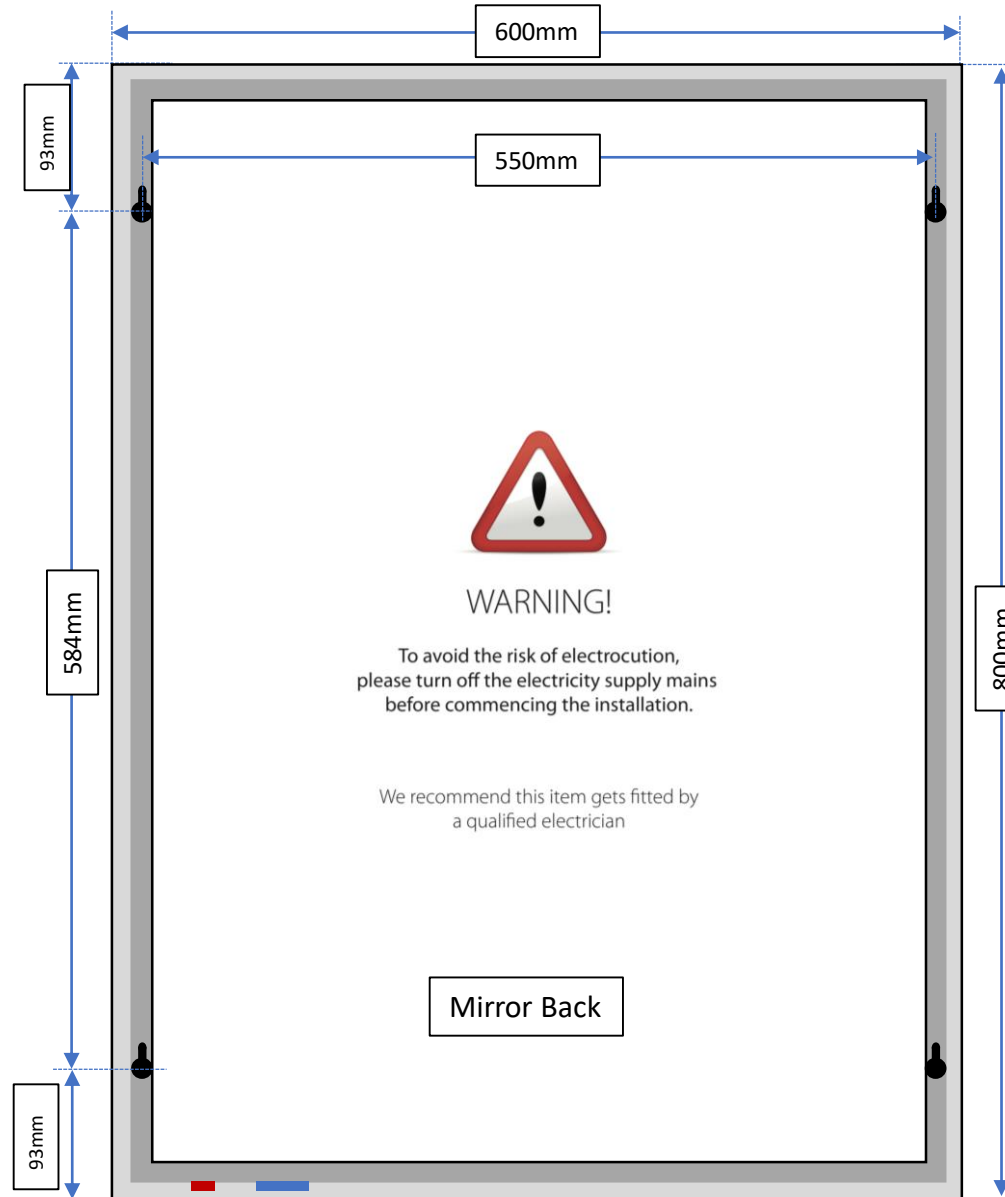 600mm
93mm
550mm
584mm
800mm
WARNING!
To avoid the risk of electrocution,
please turn off the electricity supply mains
before commencing the installation.
We recommend this item gets fitted by
a qualified electrician
Mirror Back
93mm